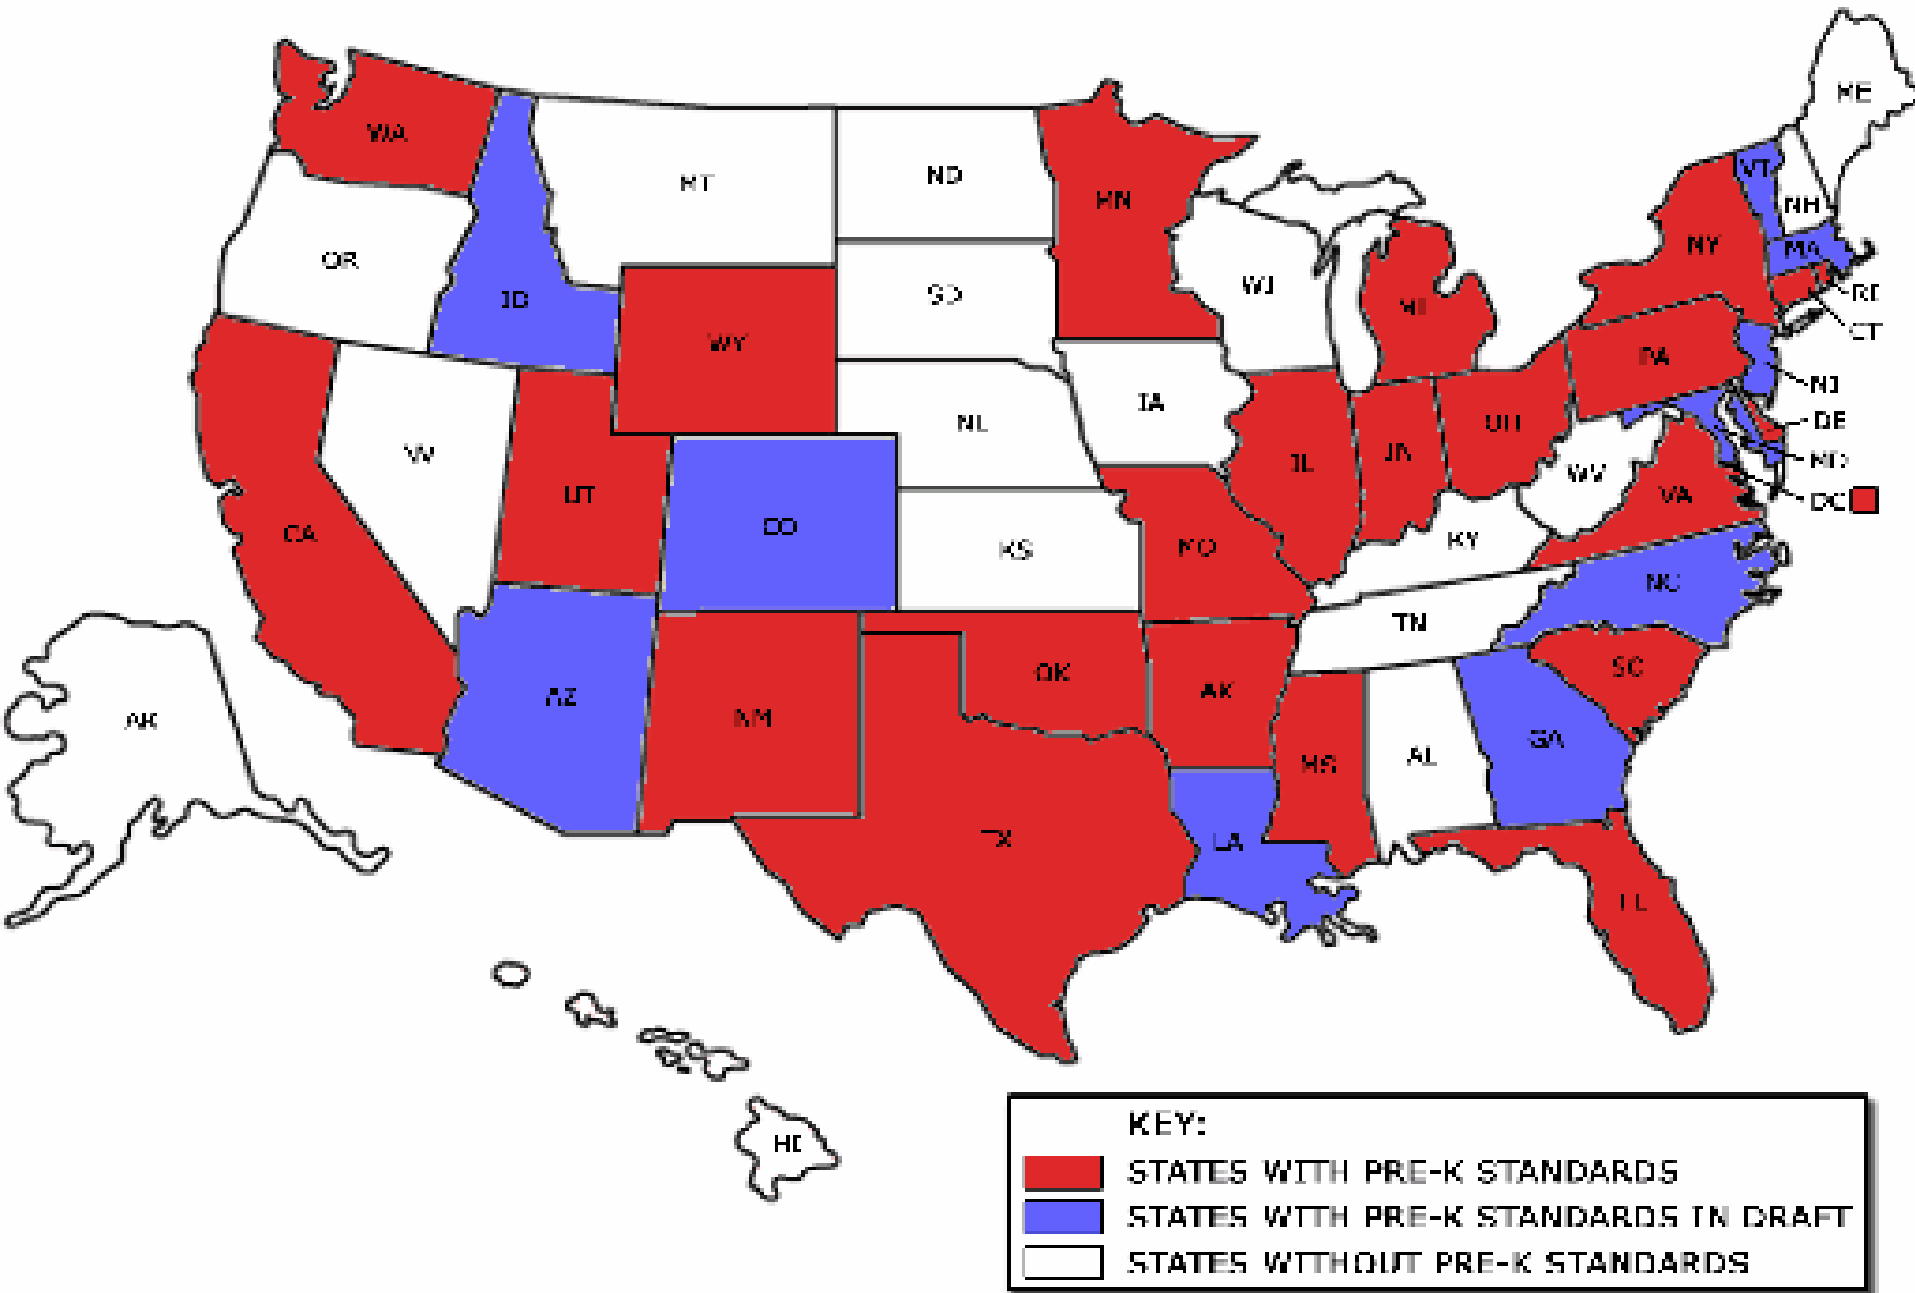 ME
WA
VT
MT
ND
MN
NH
NY
MA
OR
WI
ID
SD
RI
MI
CT
WY
PA
NJ
IA
DE
NV
OH
IL
IN
MD
WV
UT
VA
DC
CO
CA
KS
MO
KY
NC
TN
SC
OK
AK
AZ
NM
AK
GA
AL
MS
TX
LA
FL
HI
KEY:
STATES WITH PRE-K STANDARDS
STATES WITH PRE-K STANDARDS IN DRAFT
STATES WITHOUT PRE-K STANDARDS